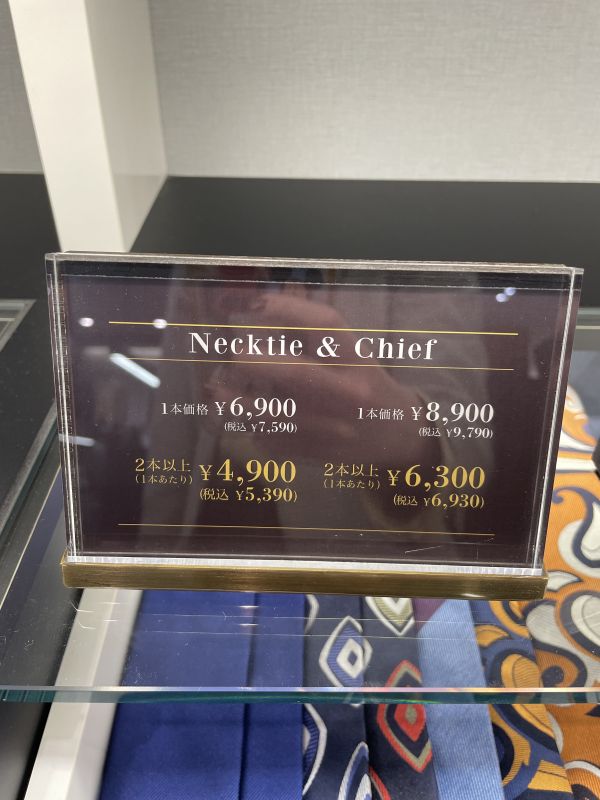 Necktie & Chief
1本価格 ¥6,900
(税込 ¥7,590)
1本価格 ¥8,900
(税込 ¥9,790)
2本以上
(1本あたり)
¥4,900
(税込 ¥5,390)
2本以上
(1本あたり)
¥6,300
(税込 ¥6,930)